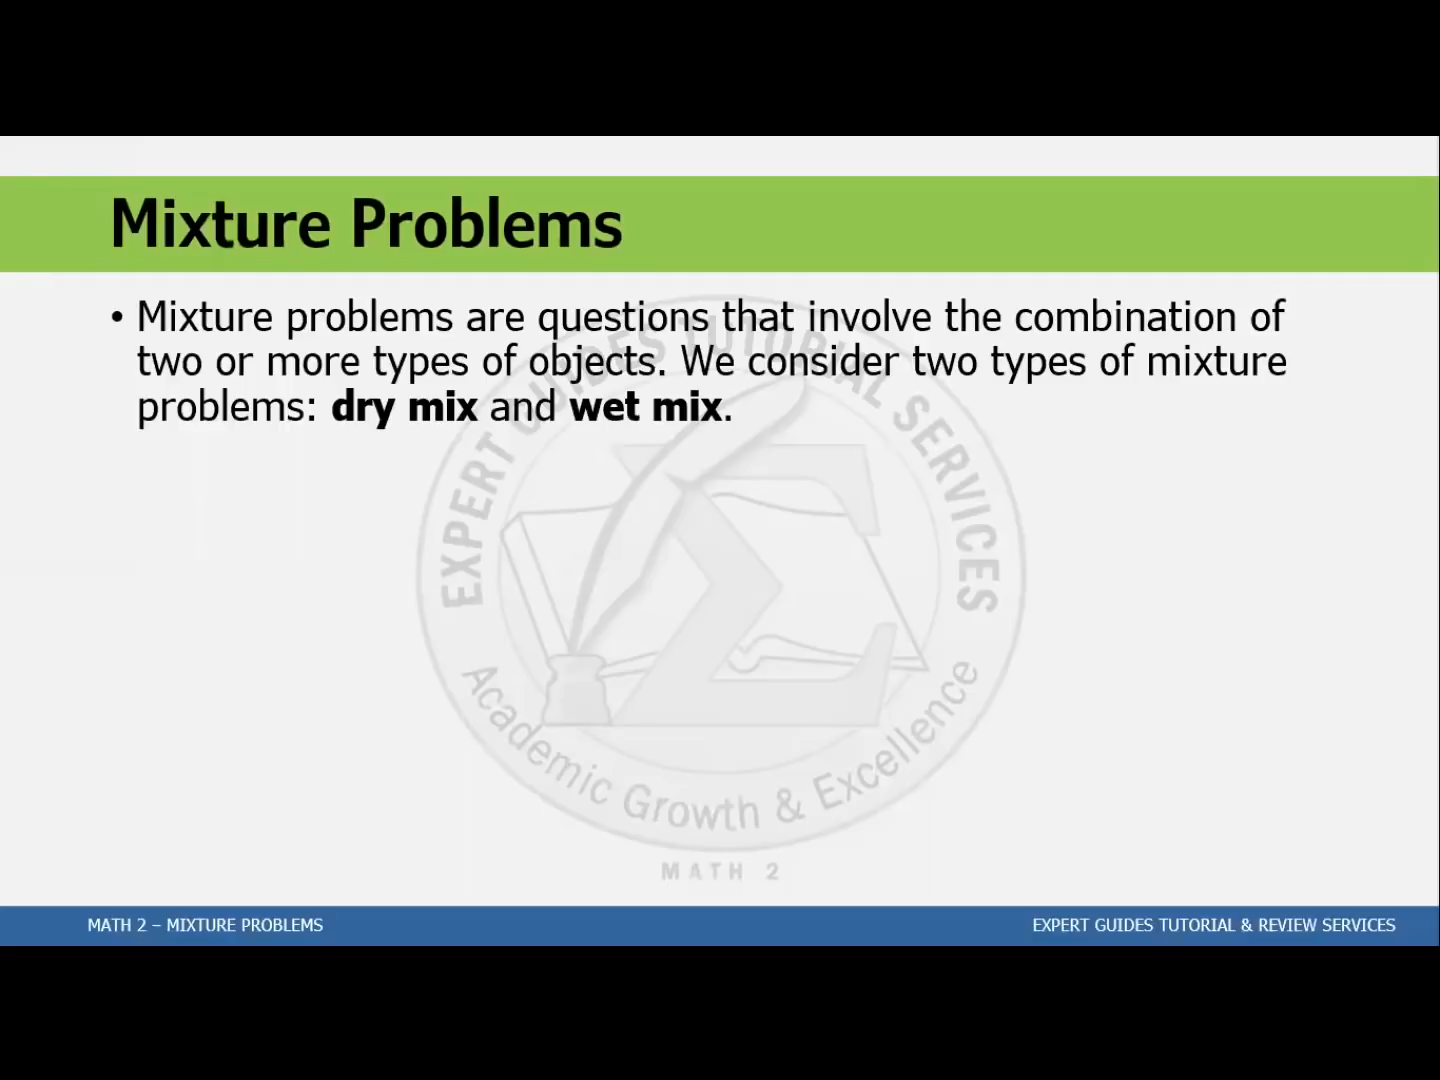 Mixture Problems
• Mixture problems are questions that involve the combination of
two or more types of objects. We consider two types of mixture
problems: dry mix and wet mix.
EXPERT GUIDES TUTORIAL SERVICES
Academic Growth & Excellence
MATH 2
MATH 2 – MIXTURE PROBLEMS
EXPERT GUIDES TUTORIAL & REVIEW SERVICES